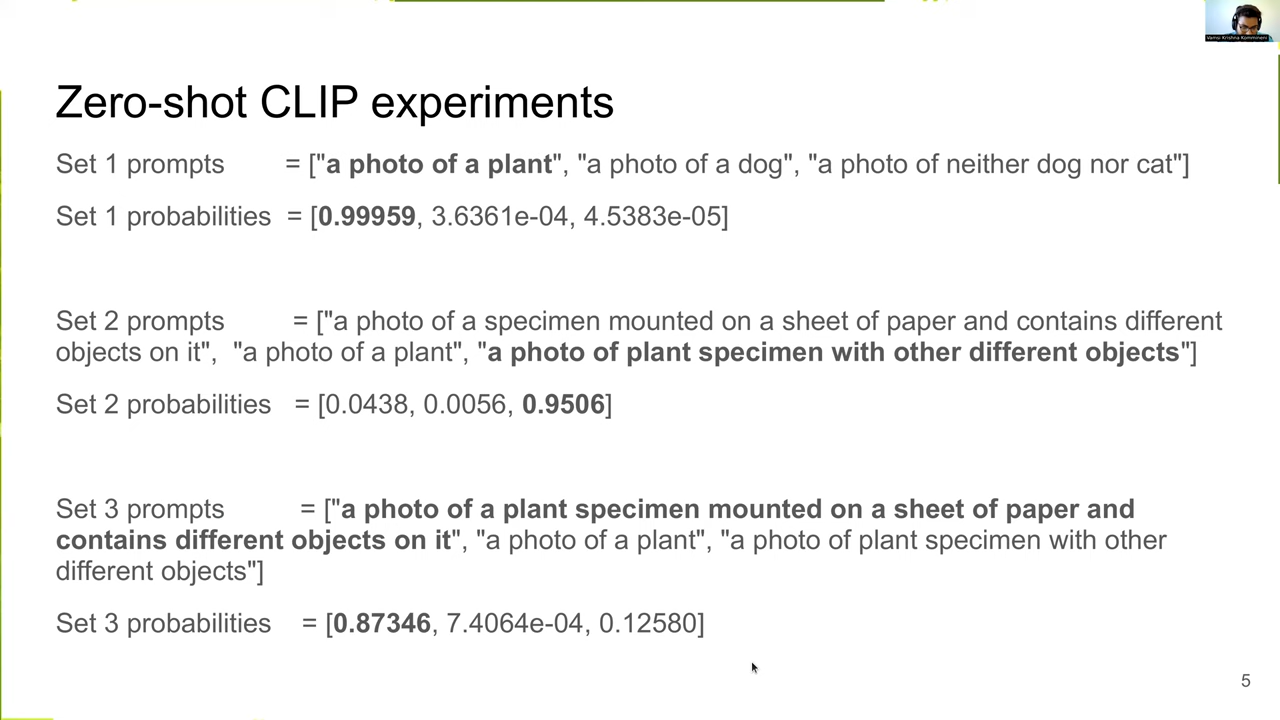 Vamsi Krishna Kommineni
Zero-shot CLIP experiments
Set 1 prompts = ["a photo of a plant", "a photo of a dog", "a photo of neither dog nor cat"]
Set 1 probabilities = [0.99959, 3.6361e-04, 4.5383e-05]
Set 2 prompts = ["a photo of a specimen mounted on a sheet of paper and contains different
objects on it", "a photo of a plant", "a photo of plant specimen with other different objects"]
Set 2 probabilities = [0.0438, 0.0056, 0.9506]
Set 3 prompts = ["a photo of a plant specimen mounted on a sheet of paper and
contains different objects on it", "a photo of a plant", "a photo of plant specimen with other
different objects"]
Set 3 probabilities = [0.87346, 7.4064e-04, 0.12580]
5